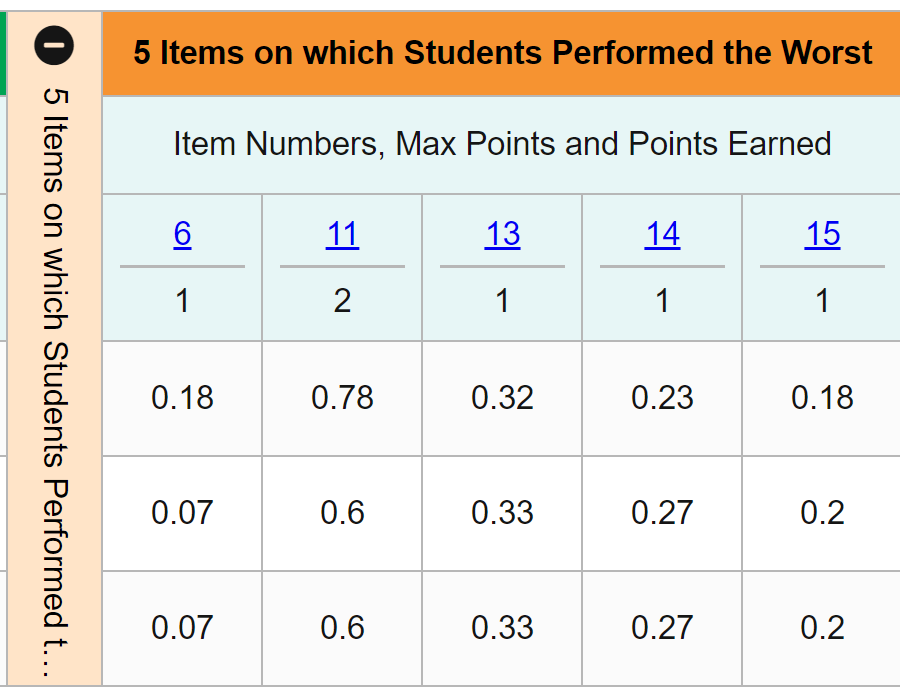 5 Items on which Students Performed t...
5 Items on which Students Performed the Worst
Item Numbers, Max Points and Points Earned
6 11 13 14 15
1 2 1 1 1
0.18 0.78 0.32 0.23 0.18
0.07 0.6 0.33 0.27 0.2
0.07 0.6 0.33 0.27 0.2